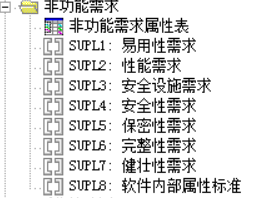 非功能需求
非功能需求属性表
SUPL1: 易用性需求
SUPL2: 性能需求
SUPL3: 安全设施需求
SUPL4: 安全性需求
SUPL5: 保密性需求
SUPL6: 完整性需求
SUPL7: 健壮性需求
SUPL8: 软件内部属性标准